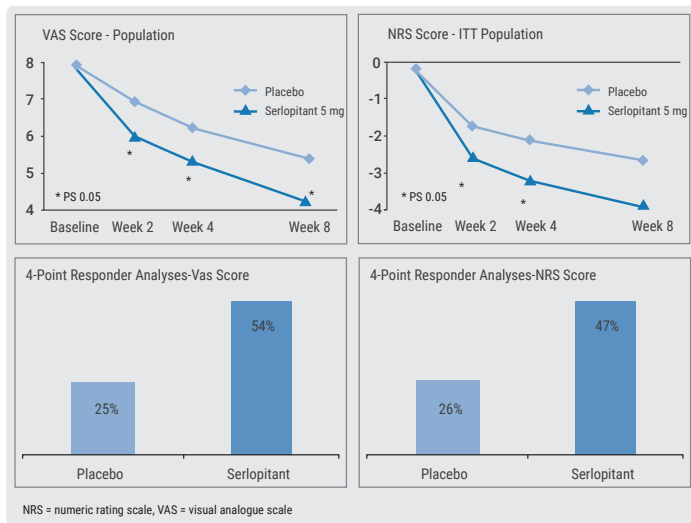 VAS Score - Population
8
7
6
5
4
Placebo
Serlopitant 5 mg
*
*
*
* PS 0.05
Baseline Week 2 Week 4 Week 8
NRS Score - ITT Population
0
-1
-2
-3
-4
Placebo
Serlopitant 5 mg
*
*
* PS 0.05
Baseline Week 2 Week 4 Week 8
4-Point Responder Analyses-Vas Score
54%
25%
Placebo Serlopitant
4-Point Responder Analyses-NRS Score
47%
26%
Placebo Serlopitant
NRS = numeric rating scale, VAS = visual analogue scale